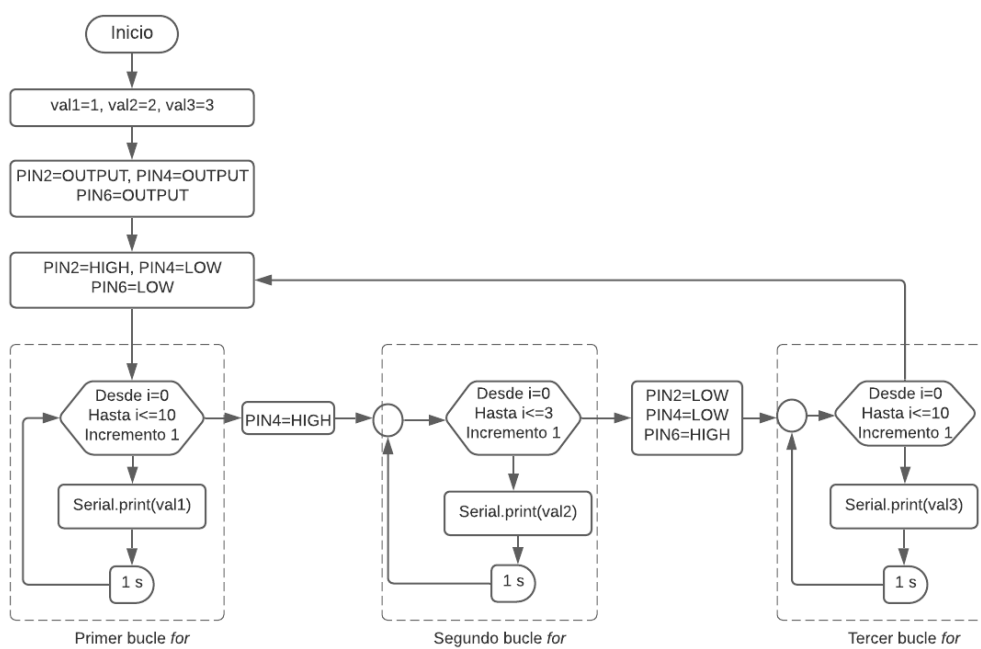 Inicio
val1=1, val2=2, val3=3
PIN2=OUTPUT, PIN4=OUTPUT
PIN6=OUTPUT
PIN2=HIGH, PIN4=LOW
PIN6=LOW
Desde i=0
Hasta i<=10
Incremento 1
Serial.print(val1)
1 s
Primer bucle for
PIN4=HIGH
Desde i=0
Hasta i<=3
Incremento 1
Serial.print(val2)
1 s
Segundo bucle for
PIN2=LOW
PIN4=LOW
PIN6=HIGH
Desde i=0
Hasta i<=10
Incremento 1
Serial.print(val3)
1 s
Tercer bucle for